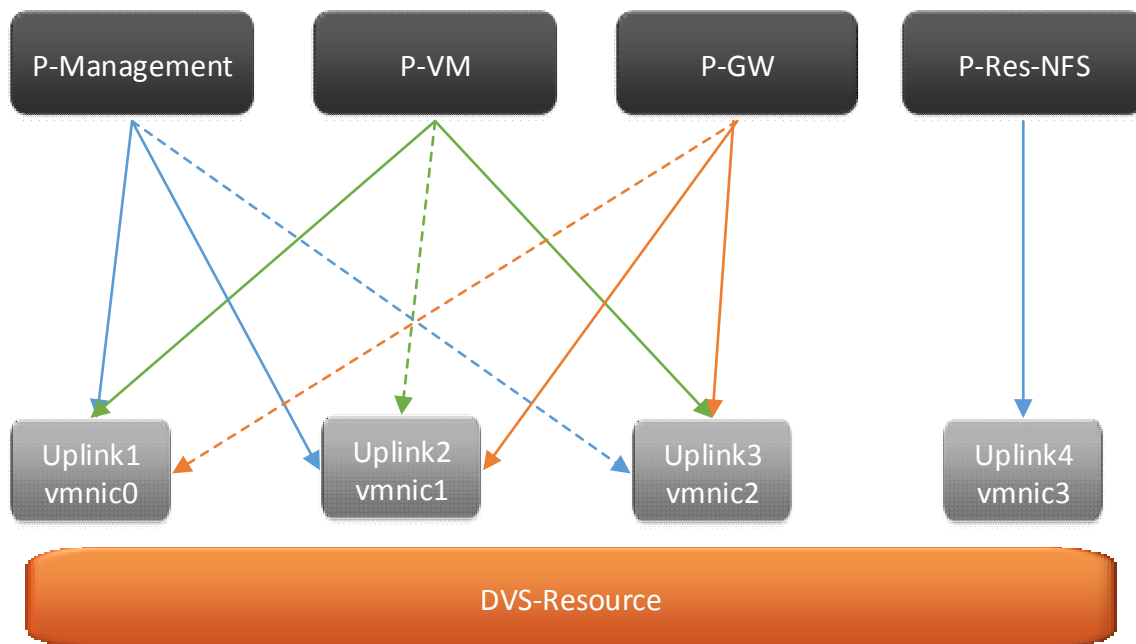 P-Management
P-VM
P-GW
P-Res-NFS
Uplink1
vmnic0
Uplink2
vmnic1
Uplink3
vmnic2
Uplink4
vmnic3
DVS-Resource